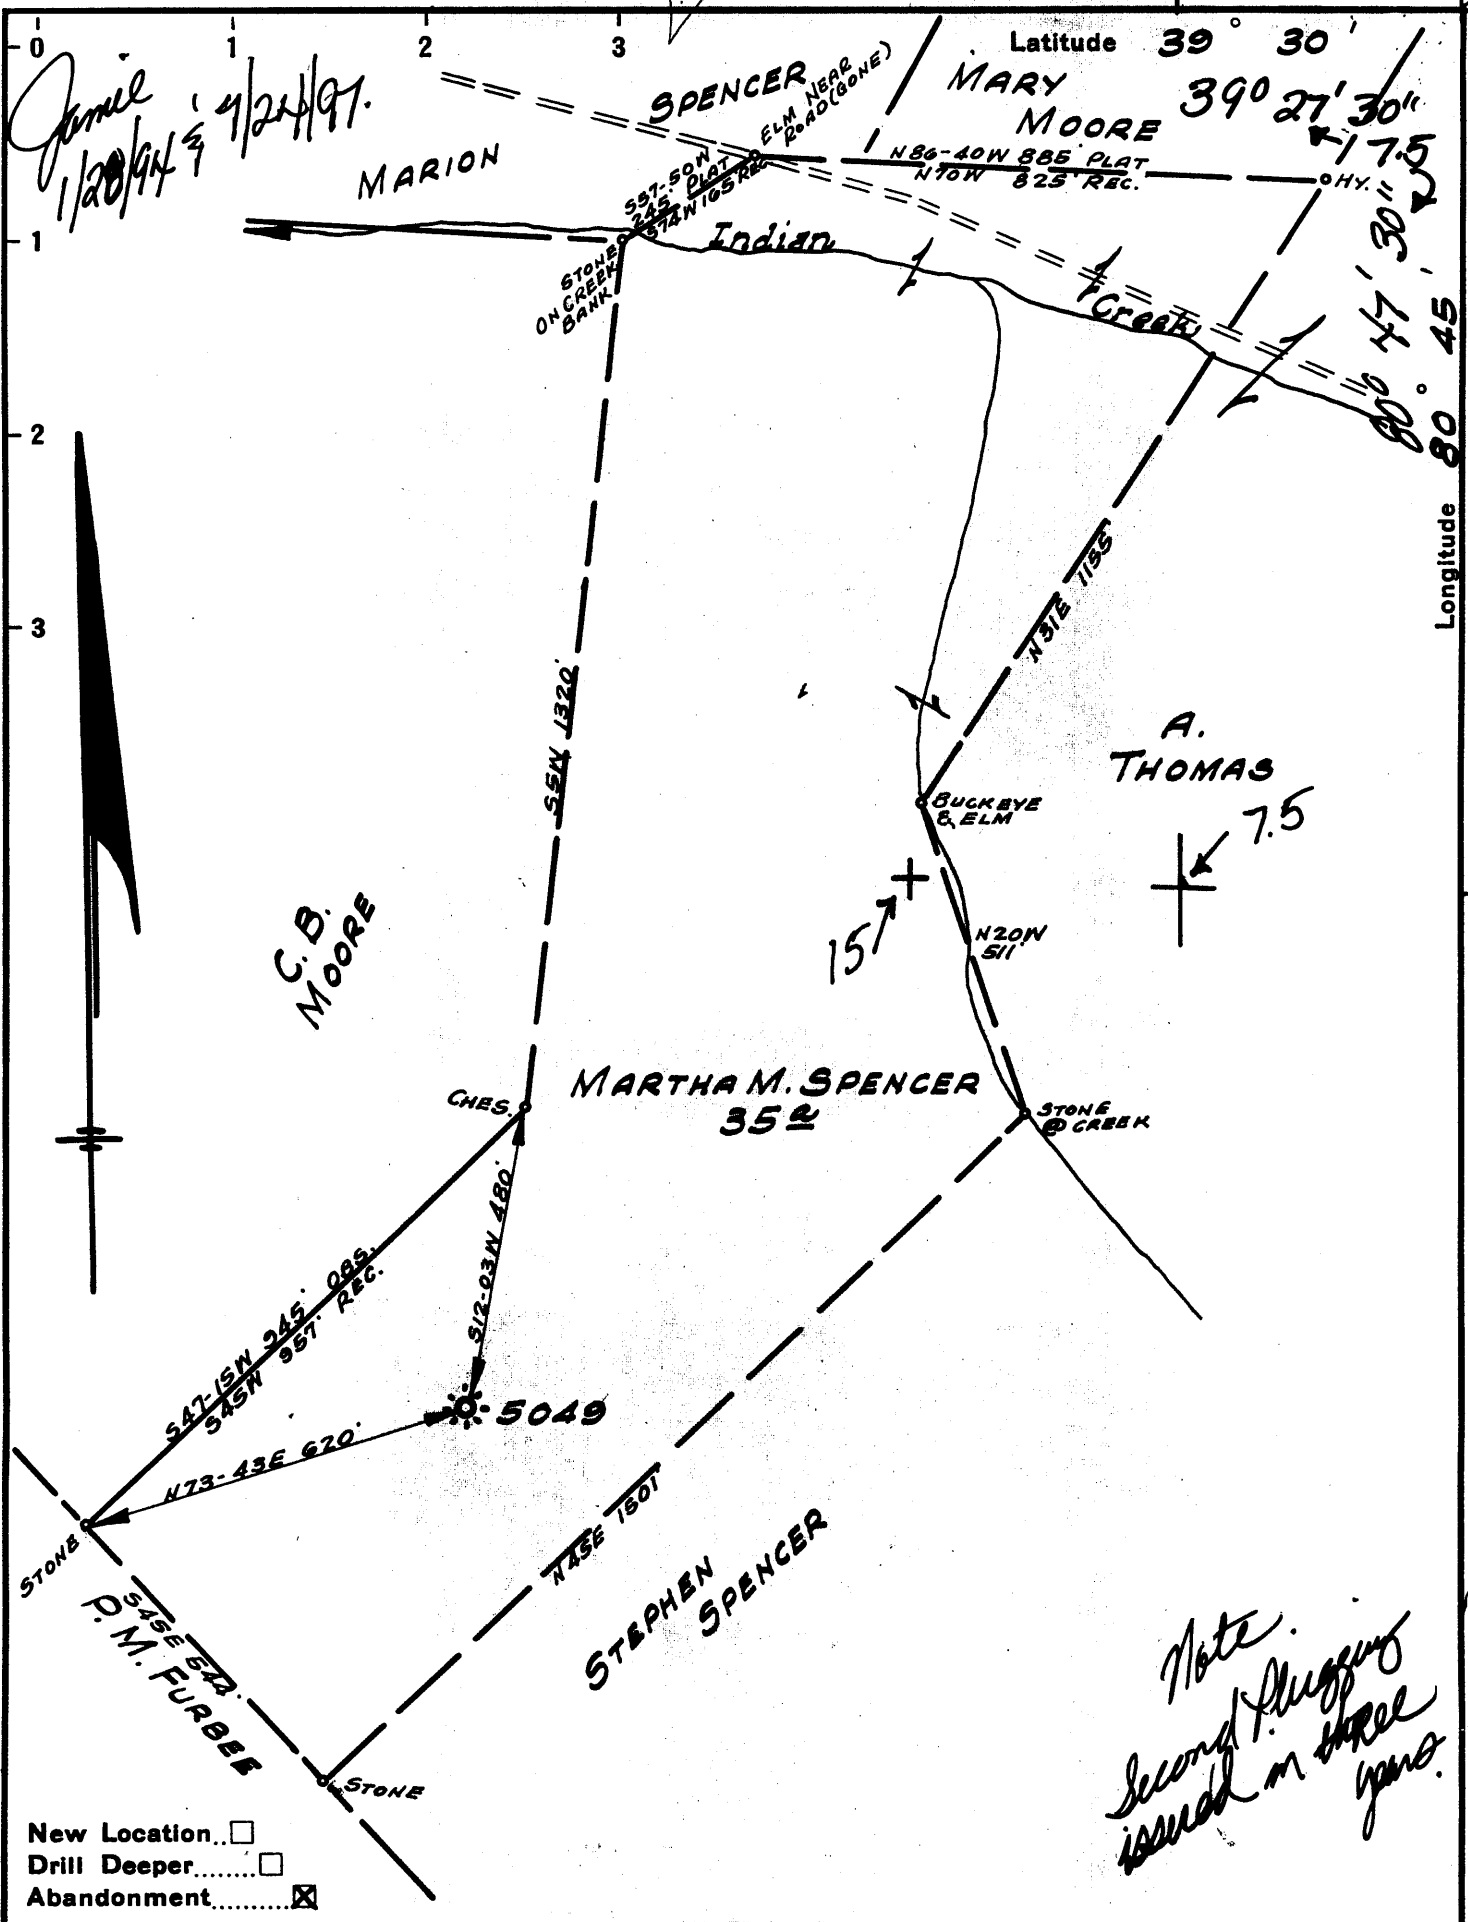 0 1 2 3
Latitude 39° 30'
39° 27' 30"
7.5
Jamie
1/28/94 & 4/24/97.
MARION
SPENCER
ELM NEAR
ROAD (GONE)
MARY
MOORE
N86-40W 885' PLAT
N70W 825' REC.
HY.
S57-50W
245' PLAT
S74W 165' REC.
STONE
ON CREEK
BANK
Indian
Creek
1
2
3
80° 47' 30"
80° 45'
Longitude
S5W 1320'
N31E 1155'
A.
THOMAS
BUCKEYE
& ELM
7.5
15
N20W
511'
C. B.
MOORE
CHES.
MARTHA M. SPENCER
35 a
STONE
@ CREEK
S12-03W 480'
S47-15W 945' OBS.
S45W 957' REC.
5049
N73-43E 620'
STONE
N45E 1501'
S45E 544'
P. M. FURBEE
STEPHEN
SPENCER
STONE
Note.
Second Plugging
issued in three
years.
New Location..☐
Drill Deeper........☐
Abandonment..........☒